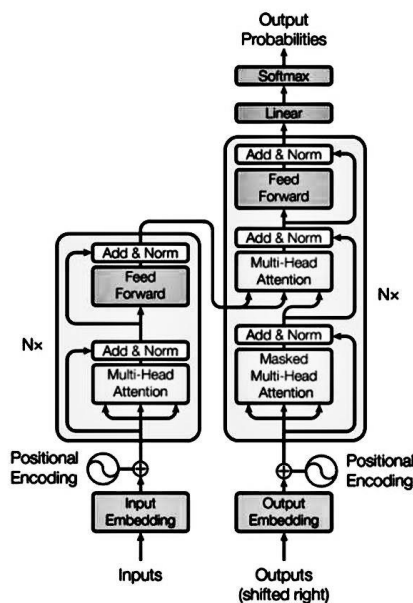 Output
Probabilities
Softmax
Linear
Add & Norm
Feed
Forward
Add & Norm
Multi-Head
Attention
Nx
Add & Norm
Masked
Multi-Head
Attention
Positional
Encoding
Output
Embedding
Outputs
(shifted right)
Add & Norm
Feed
Forward
Nx
Add & Norm
Multi-Head
Attention
Positional
Encoding
Input
Embedding
Inputs